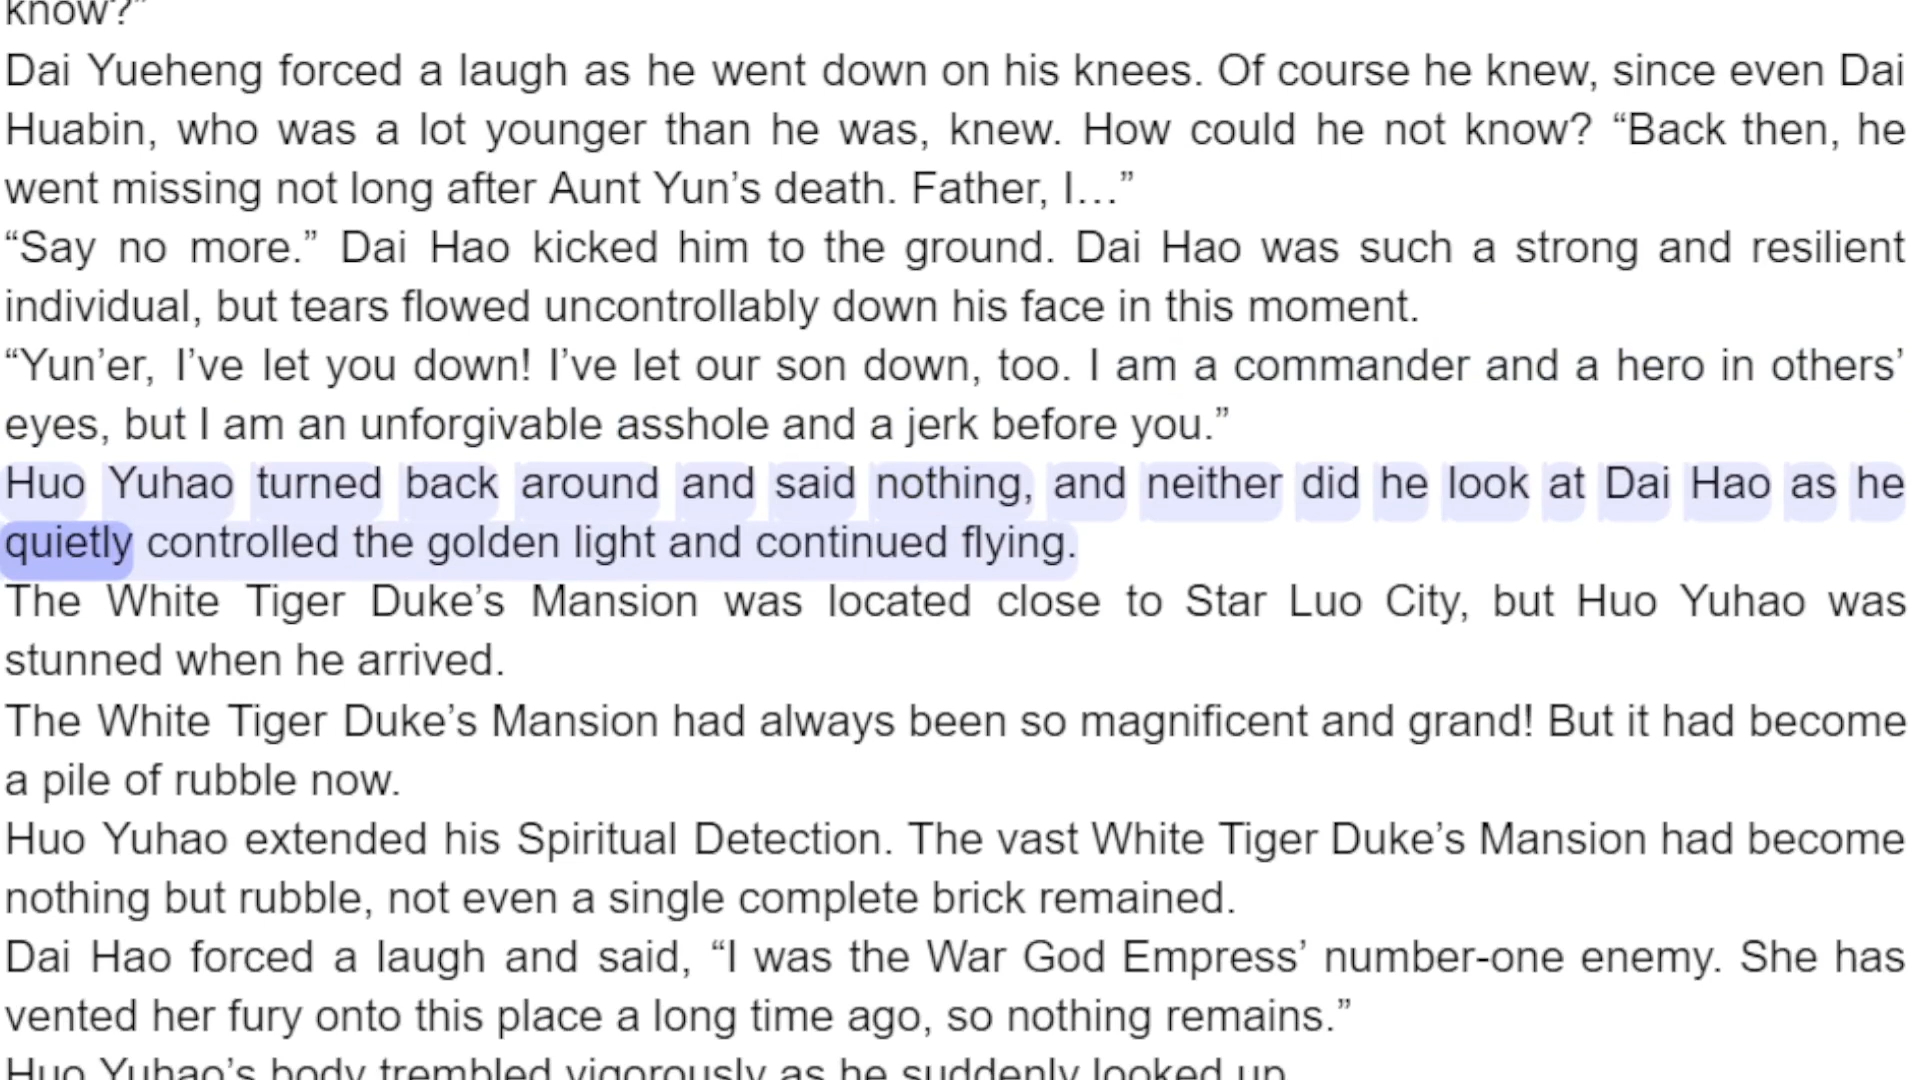 know?”
Dai Yueheng forced a laugh as he went down on his knees. Of course he knew, since even Dai
Huabin, who was a lot younger than he was, knew. How could he not know? “Back then, he
went missing not long after Aunt Yun’s death. Father, I…”
“Say no more.” Dai Hao kicked him to the ground. Dai Hao was such a strong and resilient
individual, but tears flowed uncontrollably down his face in this moment.
“Yun’er, I’ve let you down! I’ve let our son down, too. I am a commander and a hero in others’
eyes, but I am an unforgivable asshole and a jerk before you.”
Huo Yuhao turned back around and said nothing, and neither did he look at Dai Hao as he
quietly controlled the golden light and continued flying.
The White Tiger Duke’s Mansion was located close to Star Luo City, but Huo Yuhao was
stunned when he arrived.
The White Tiger Duke’s Mansion had always been so magnificent and grand! But it had become
a pile of rubble now.
Huo Yuhao extended his Spiritual Detection. The vast White Tiger Duke’s Mansion had become
nothing but rubble, not even a single complete brick remained.
Dai Hao forced a laugh and said, “I was the War God Empress’ number-one enemy. She has
vented her fury onto this place a long time ago, so nothing remains.”
Huo Yuhao’s body trembled vigorously as he suddenly looked up